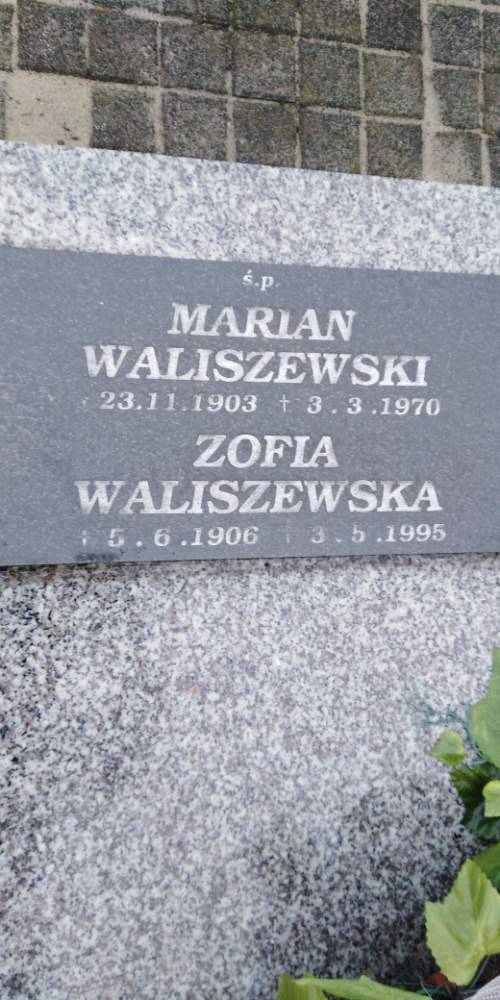 ś.p.
MARIAN
WALISZEWSKI
23.11.1903 † 3.3.1970
ZOFIA
WALISZEWSKA
5.6.1906 † 3.5.1995